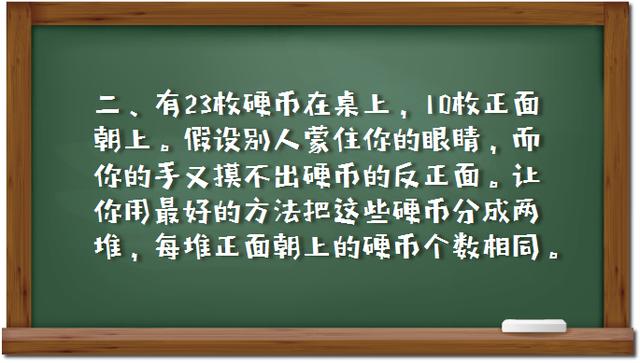 二、有23枚硬币在桌上，10枚正面
朝上。假设别人蒙住你的眼睛，而
你的手又摸不出硬币的反正面。让
你用最好的方法把这些硬币分成两
堆，每堆正面朝上的硬币个数相同。